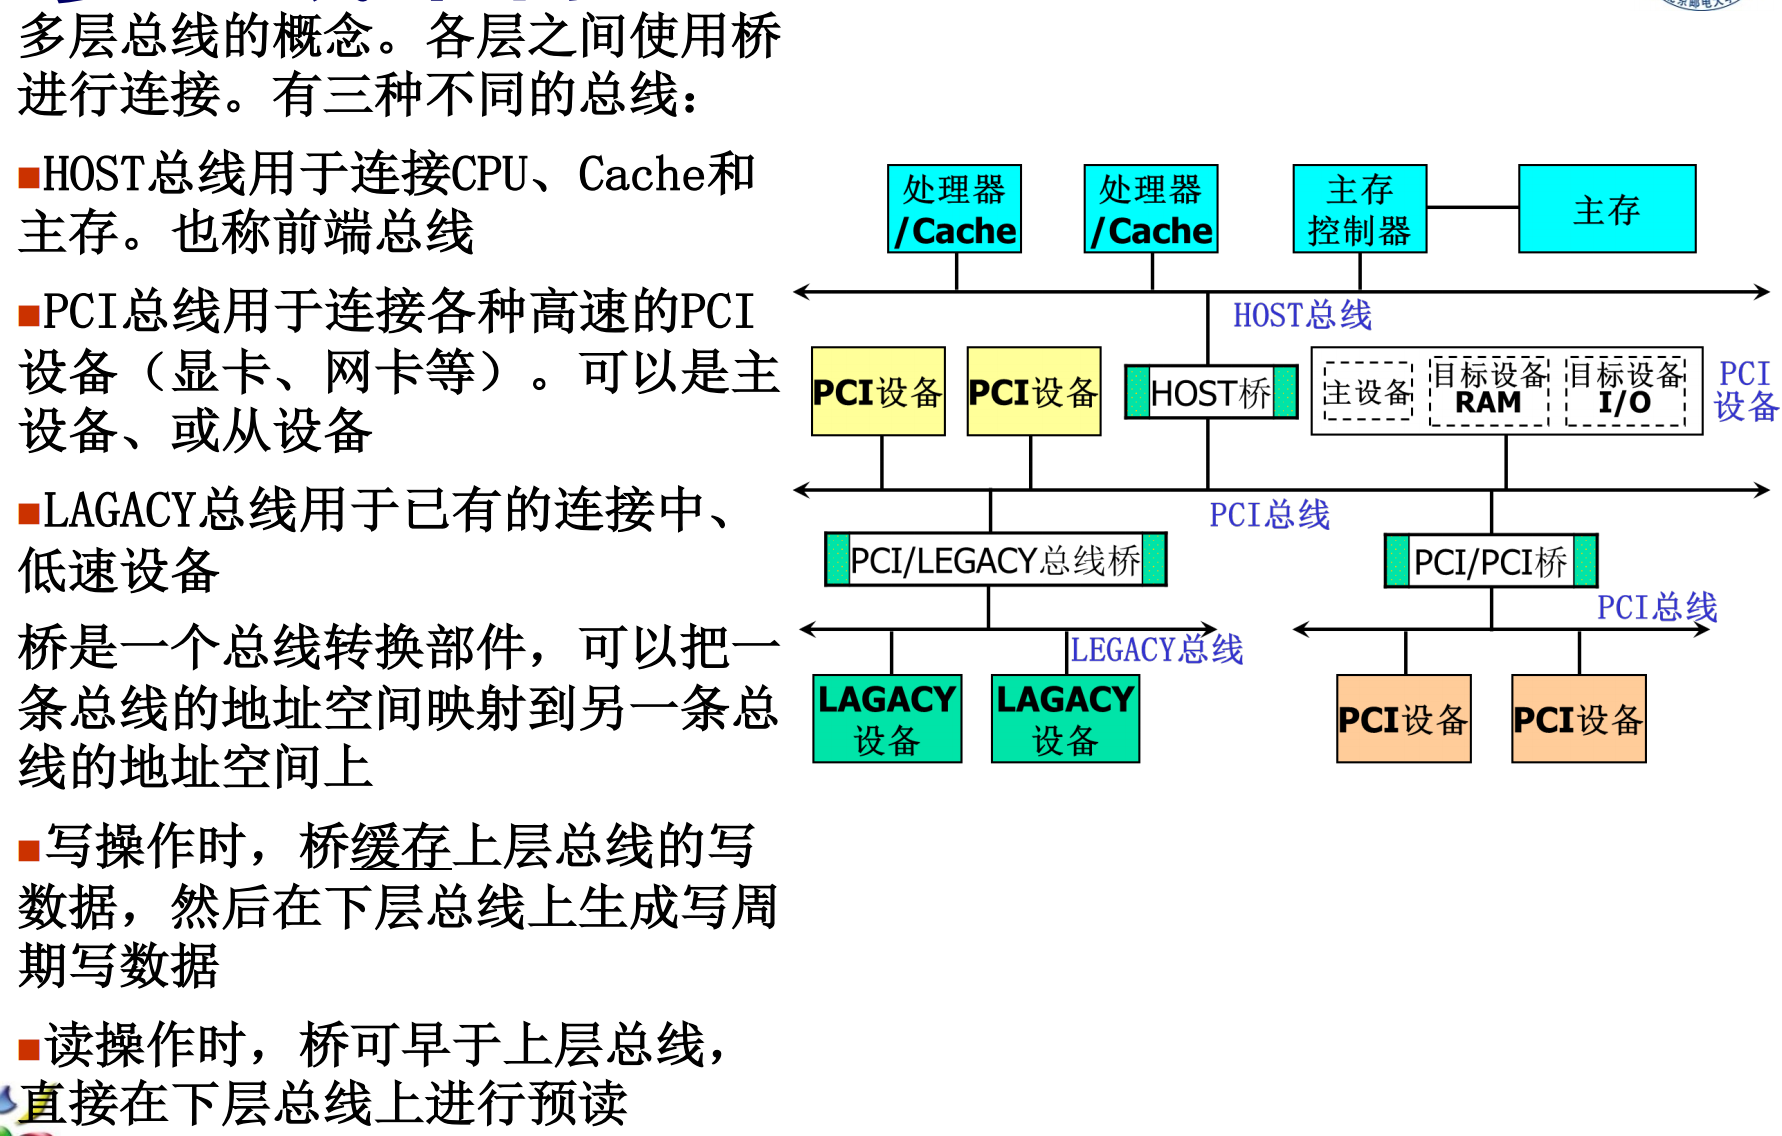 多层总线的概念。各层之间使用桥
进行连接。有三种不同的总线：
■HOST总线用于连接CPU、Cache和
主存。也称前端总线
■PCI总线用于连接各种高速的PCI
设备（显卡、网卡等）。可以是主
设备、或从设备
■LAGACY总线用于已有的连接中、
低速设备
桥是一个总线转换部件，可以把一
条总线的地址空间映射到另一条总
线的地址空间上
■写操作时，桥缓存上层总线的写
数据，然后在下层总线上生成写周
期写数据
■读操作时，桥可早于上层总线，
直接在下层总线上进行预读
处理器
/Cache
处理器
/Cache
主存
控制器
主存
HOST总线
PCI设备
PCI设备
HOST桥
主设备
目标设备
RAM
目标设备
I/O
PCI
设备
PCI总线
PCI/LEGACY总线桥
PCI/PCI桥
PCI总线
LEGACY总线
LAGACY
设备
LAGACY
设备
PCI设备
PCI设备